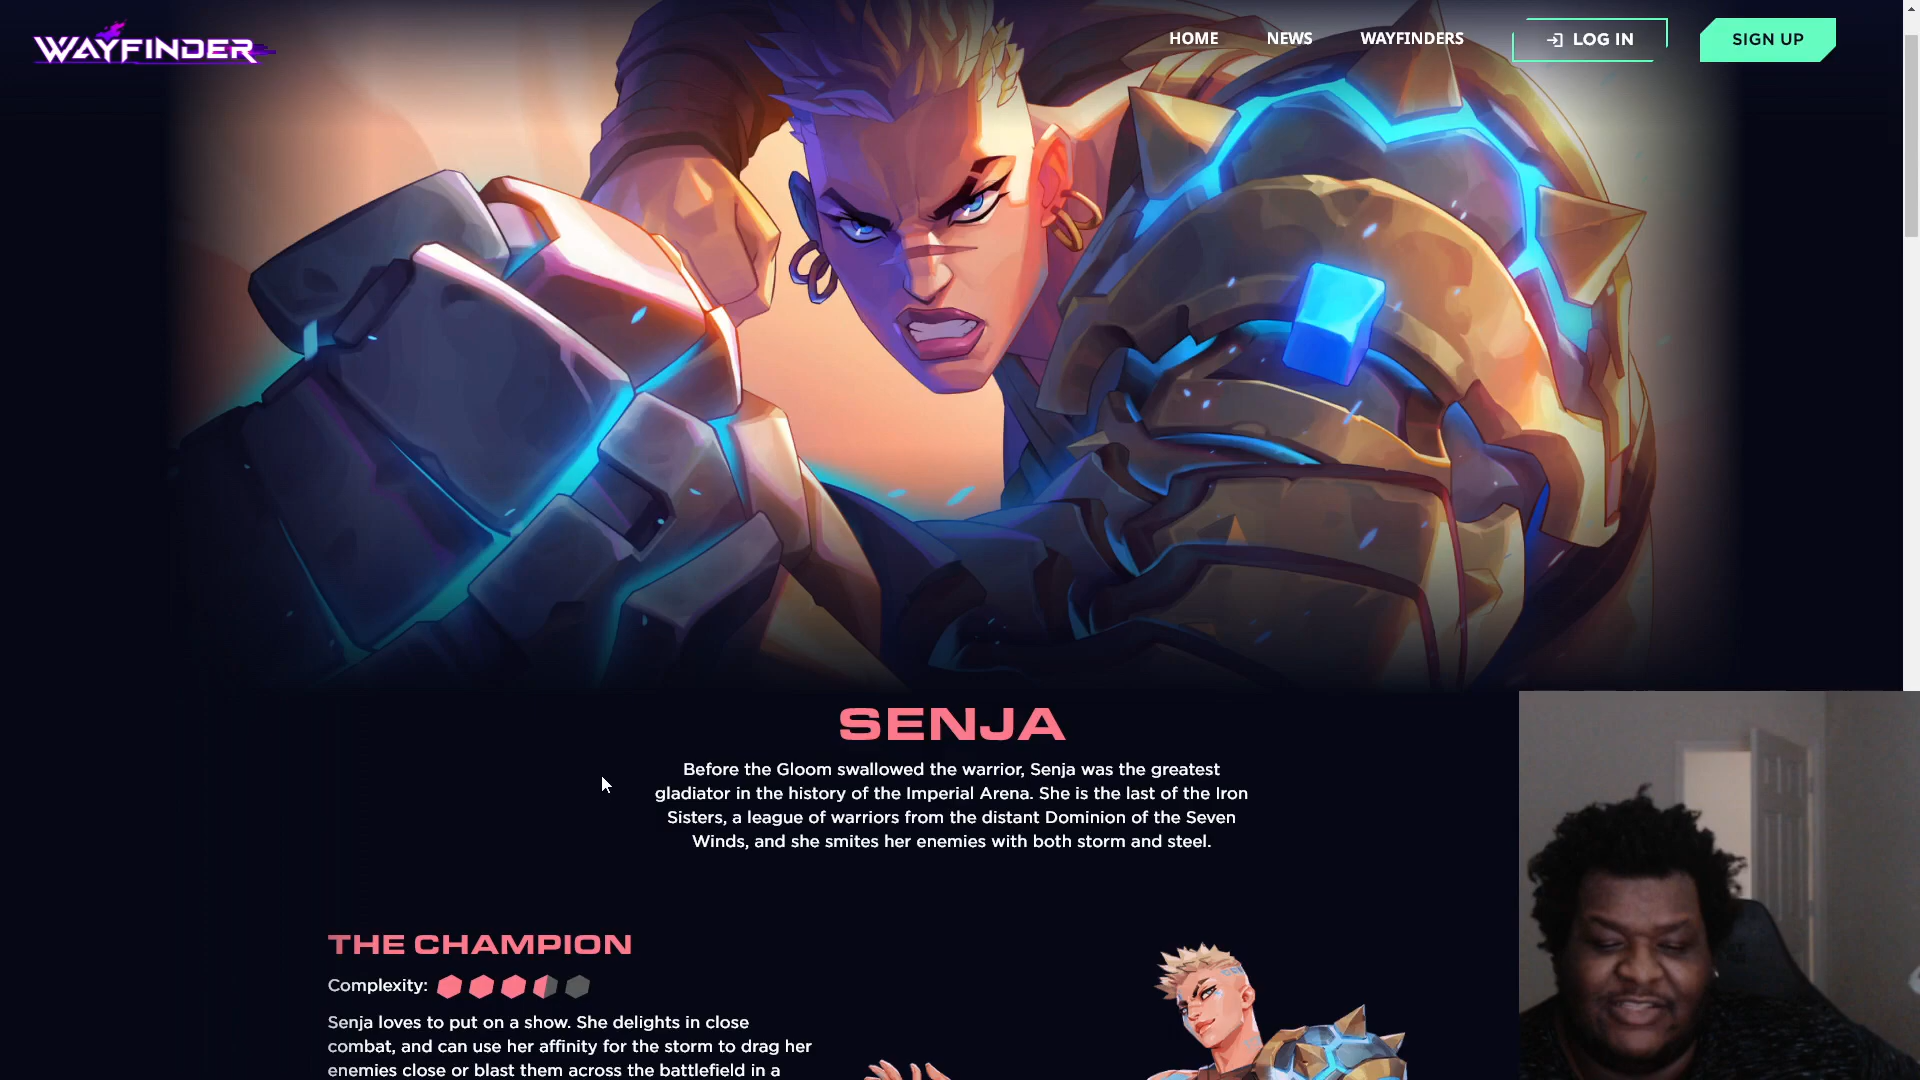 WAYFINDER
HOME
NEWS
WAYFINDERS
LOG IN
SIGN UP
SENJA
Before the Gloom swallowed the warrior, Senja was the greatest
gladiator in the history of the Imperial Arena. She is the last of the Iron
Sisters, a league of warriors from the distant Dominion of the Seven
Winds, and she smites her enemies with both storm and steel.
THE CHAMPION
Complexity:
Senja loves to put on a show. She delights in close
combat, and can use her affinity for the storm to drag her
enemies close or blast them across the battlefield in a